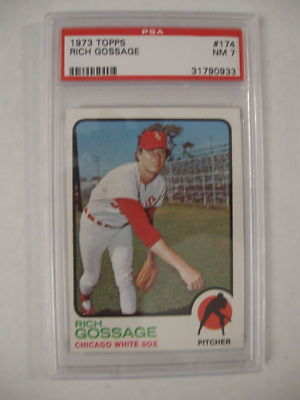 PSA
1973 TOPPS #174
RICH GOSSAGE NM 7
31790933
RICH
GOSSAGE
CHICAGO WHITE SOX PITCHER